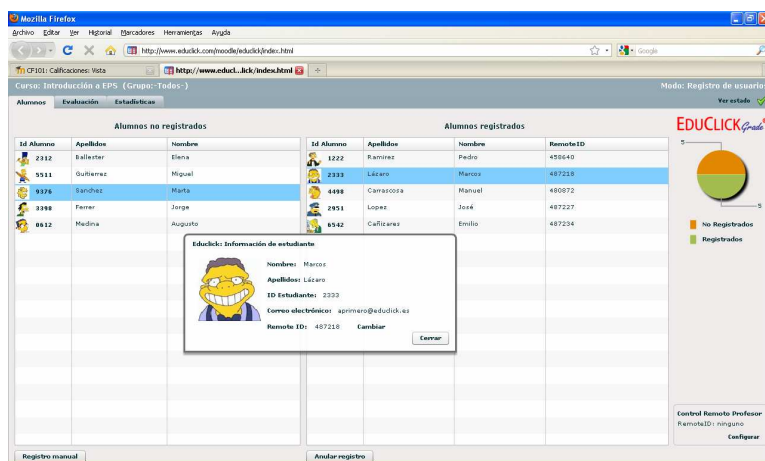 Mozilla Firefox
Archivo Editar Ver Historial Marcadores Herramientas Ayuda
http://www.educlick.com/moodle/educlick/index.html
Google
CF101: Calificaciones: Vista
http://www.educl...lick/index.html
Curso: Introducción a EPS (Grupo:-Todos-)
Modo: Registro de usuario
Alumnos Evaluación Estadísticas
Ver estado
Alumnos no registrados
Id Alumno Apellidos Nombre
2312 Ballester Elena
5511 Guitierrez Miguel
9376 Sanchez Marta
3398 Ferrer Jorge
0612 Medina Augusto
Alumnos registrados
Id Alumno Apellidos Nombre RemoteID
1222 Ramirez Pedro 458640
2333 Lázaro Marcos 487218
4498 Carrascosa Manuel 480872
2951 Lopez José 487227
6542 Cañizares Emilio 487234
EDUCLICK Grade
5
5
No Registrados
Registrados
Educlick: Información de estudiante
Nombre: Marcos
Apellidos: Lázaro
ID Estudiante: 2333
Correo electrónico: aprimero@educlick.es
Remote ID: 487218 Cambiar
Cerrar
Control Remoto Profesor
RemoteID: ninguno
Configurar
Registro manual
Anular registro